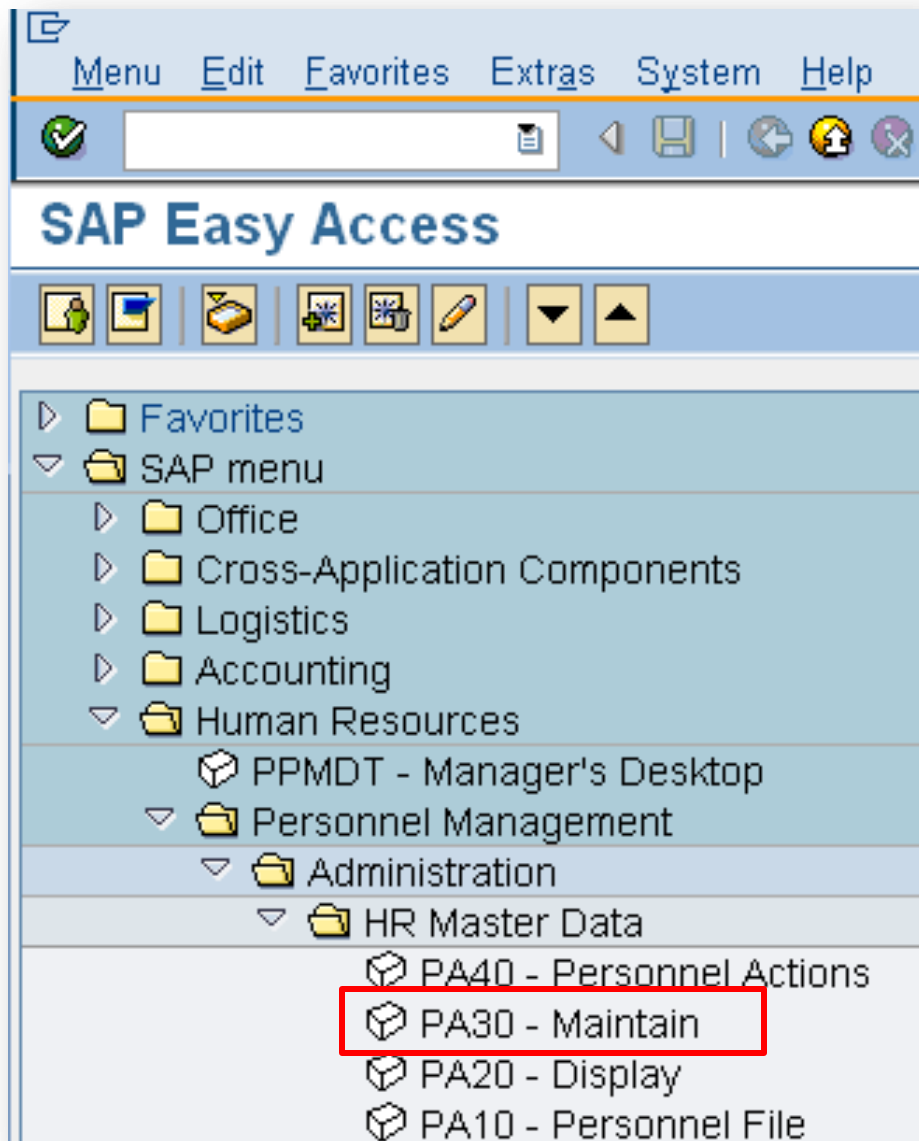 Menu Edit Favorites Extras System Help
SAP Easy Access
Favorites
SAP menu
Office
Cross-Application Components
Logistics
Accounting
Human Resources
PPMDT - Manager's Desktop
Personnel Management
Administration
HR Master Data
PA40 - Personnel Actions
PA30 - Maintain
PA20 - Display
PA10 - Personnel File